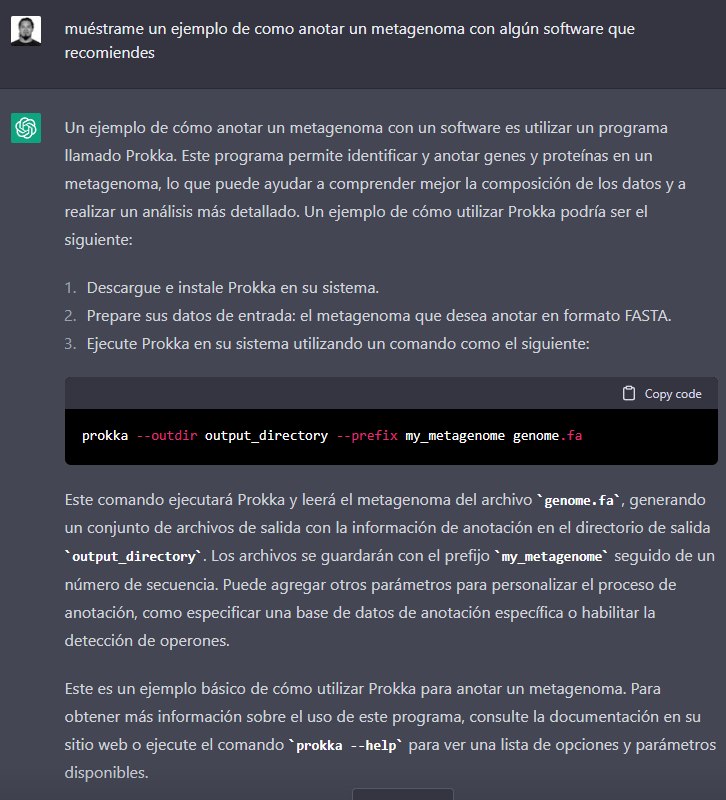 muéstrame un ejemplo de como anotar un metagenoma con algún software que
recomiendes
Un ejemplo de cómo anotar un metagenoma con un software es utilizar un programa
llamado Prokka. Este programa permite identificar y anotar genes y proteínas en un
metagenoma, lo que puede ayudar a comprender mejor la composición de los datos y a
realizar un análisis más detallado. Un ejemplo de cómo utilizar Prokka podría ser el
siguiente:
1. Descargue e instale Prokka en su sistema.
2. Prepare sus datos de entrada: el metagenoma que desea anotar en formato FASTA.
3. Ejecute Prokka en su sistema utilizando un comando como el siguiente:
Copy code
prokka --outdir output_directory --prefix my_metagenome genome.fa
Este comando ejecutará Prokka y leerá el metagenoma del archivo `genome.fa`, generando
un conjunto de archivos de salida con la información de anotación en el directorio de salida
`output_directory`. Los archivos se guardarán con el prefijo `my_metagenome` seguido de un
número de secuencia. Puede agregar otros parámetros para personalizar el proceso de
anotación, como especificar una base de datos de anotación específica o habilitar la
detección de operones.
Este es un ejemplo básico de cómo utilizar Prokka para anotar un metagenoma. Para
obtener más información sobre el uso de este programa, consulte la documentación en su
sitio web o ejecute el comando `prokka --help` para ver una lista de opciones y parámetros
disponibles.